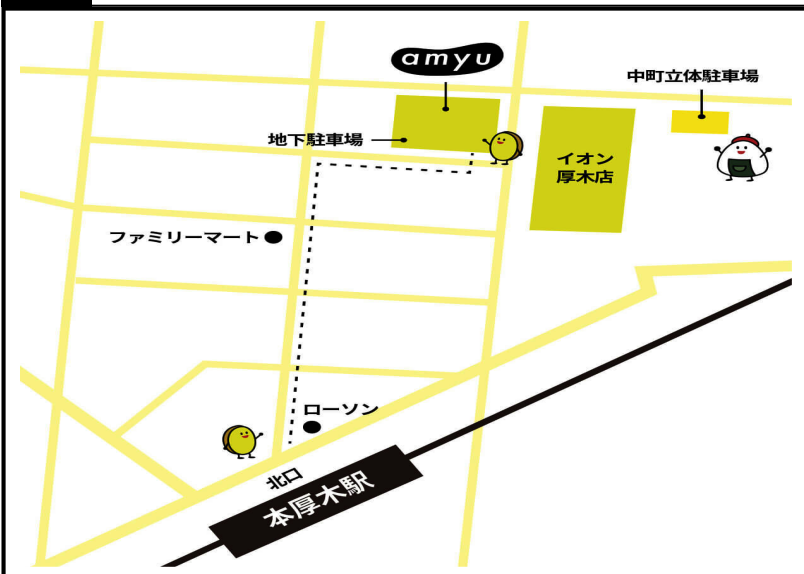 amyu
中町立体駐車場
地下駐車場
イオン
厚木店
ファミリーマート
ローソン
北口
本厚木駅